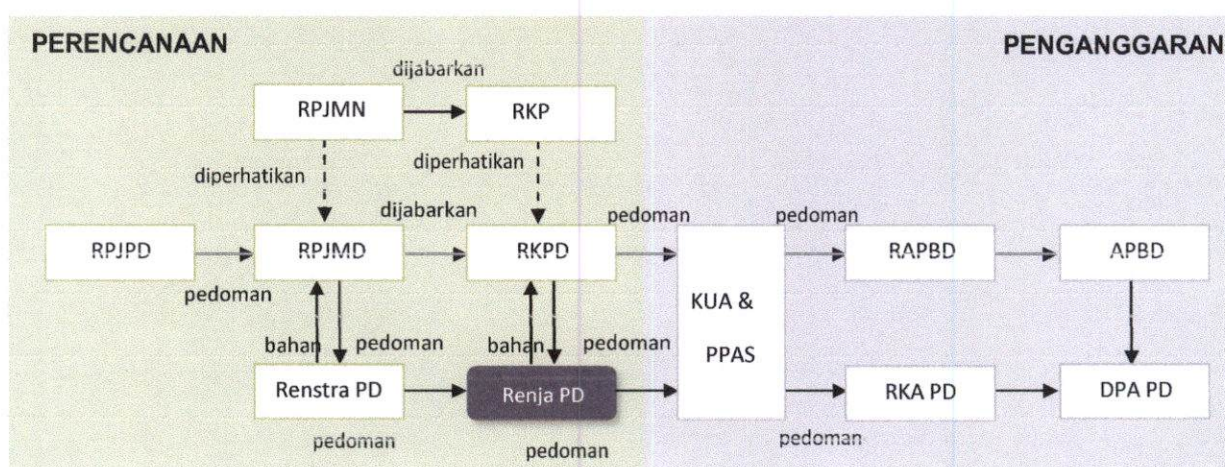 PERENCANAAN
PENGANGGARAN
dijabarkan
RPJMN
RKP
diperhatikan
diperhatikan
dijabarkan
pedoman
pedoman
RPJPD
RPJMD
RKPD
RAPBD
APBD
pedoman
KUA &
PPAS
bahan
pedoman
bahan
pedoman
Renstra PD
Renja PD
RKA PD
DPA PD
pedoman
pedoman
pedoman